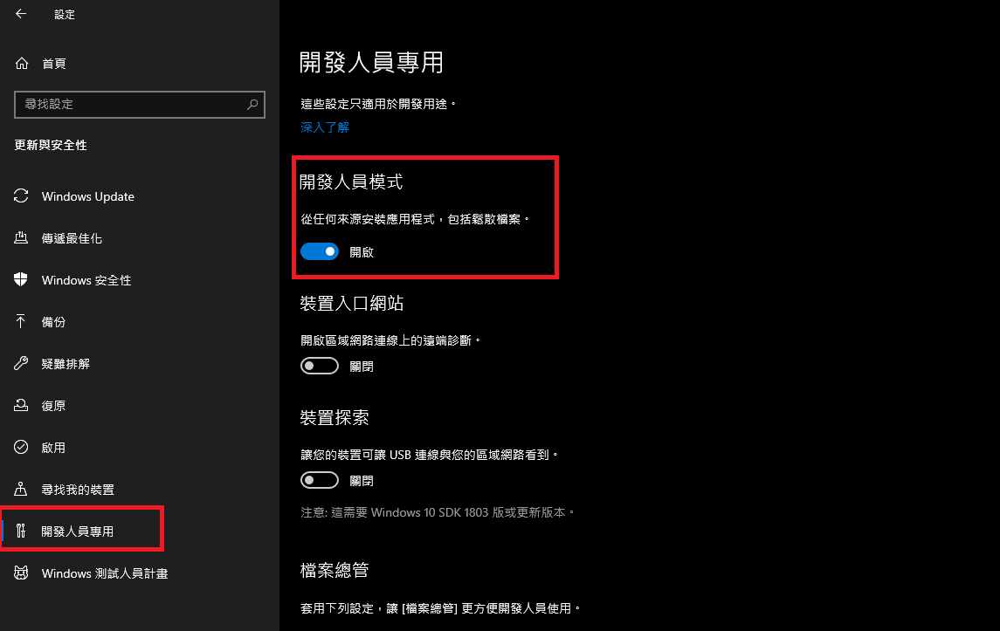 設定
首頁
尋找設定
更新與安全性
Windows Update
傳遞最佳化
Windows 安全性
備份
疑難排解
復原
啟用
尋找我的裝置
開發人員專用
Windows 測試人員計畫
開發人員專用
這些設定只適用於開發用途。
深入了解
開發人員模式
從任何來源安裝應用程式，包括鬆散檔案。
開啟
裝置入口網站
開啟區域網路連線上的遠端診斷。
關閉
裝置探索
讓您的裝置可讓 USB 連線與您的區域網路看到。
關閉
注意: 這需要 Windows 10 SDK 1803 版或更新版本。
檔案總管
套用下列設定，讓 [檔案總管] 更方便開發人員使用。